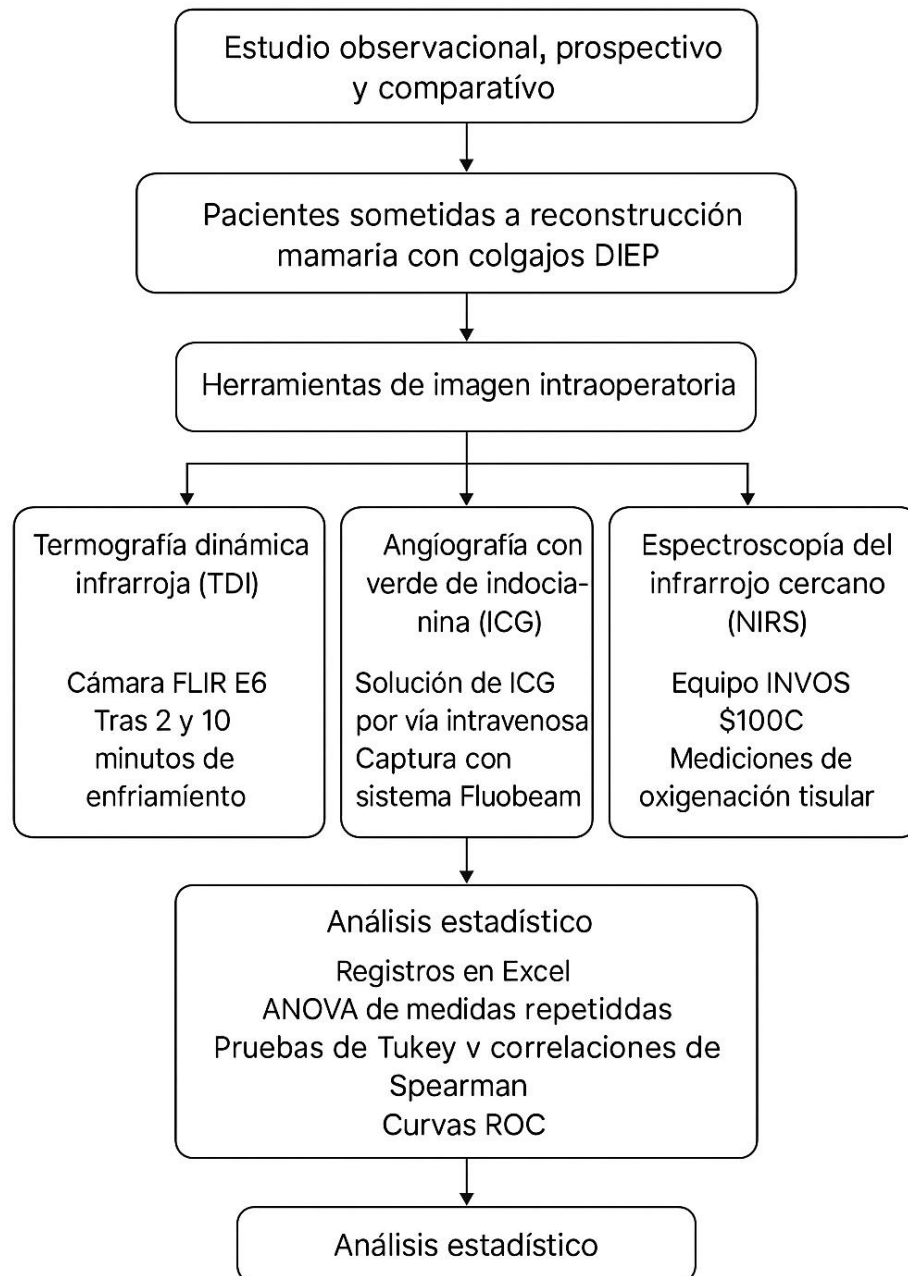 Estudio observacional, prospectivo
y comparatívo
Pacientes sometidas a reconstrucción
mamaría con colgajos DIEP
Herramientas de imagen intraoperatoria
Termografía dinámica
infrarroja (TDI)
Cámara FLIR E6
Tras 2 y 10
minutos de
enfriamíento
Angíografía con
verde de indocia-
nina (ICG)
Solución de ICG
por vía intravenosa
Captura con
sistema Fluobeam
Espectroscopía del
infrarrojo cercano
(NIRS)
Equipo INVOS
$100C
Mediciones de
oxigenación tisular
Análisis estadístico
Registros en Excel
ANOVA de medidas repetiddas
Pruebas de Tukey v correlaciones de
Spearman
Curvas ROC
Análisis estadístico